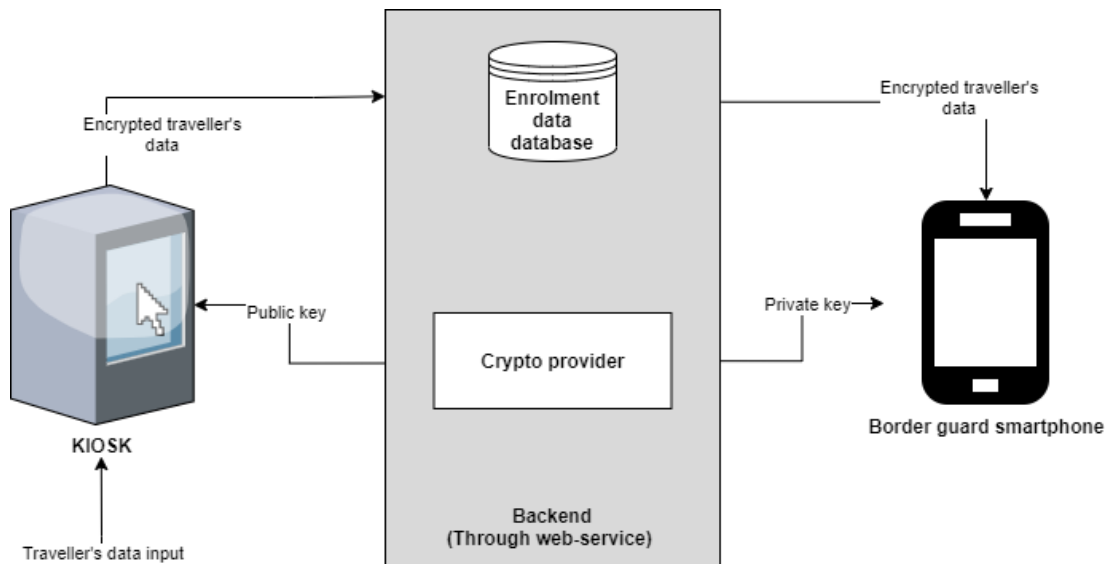 Enrolment
data
database
Encrypted traveller's
data
Encrypted traveller's
data
Public key
Private key
Crypto provider
Border guard smartphone
KIOSK
Backend
(Through web-service)
Traveller's data input